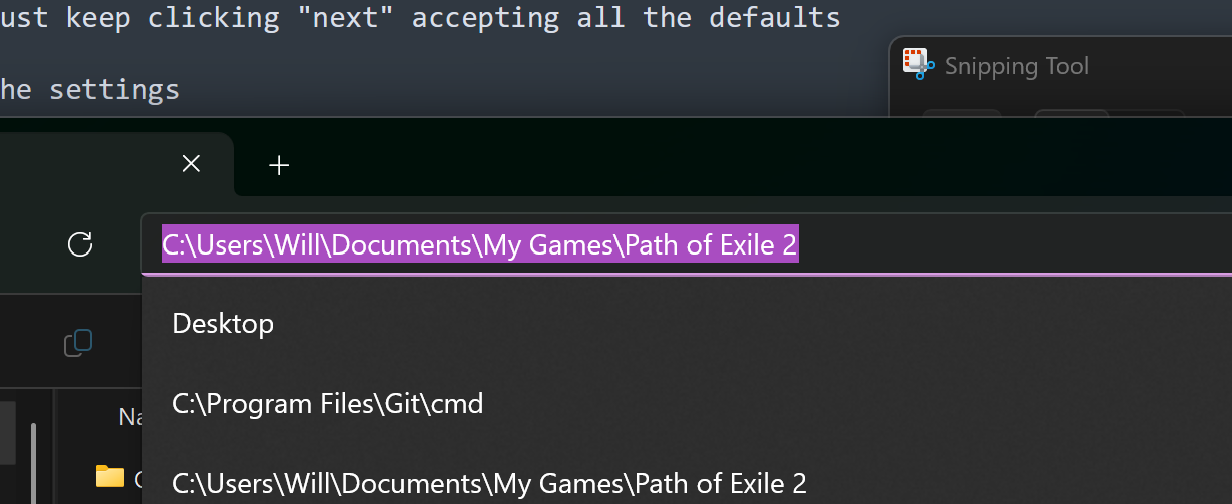 ust keep clicking "next" accepting all the defaults
he settings
Snipping Tool
C:\Users\Will\Documents\My Games\Path of Exile 2
Desktop
C:\Program Files\Git\cmd
Na
C:\Users\Will\Documents\My Games\Path of Exile 2